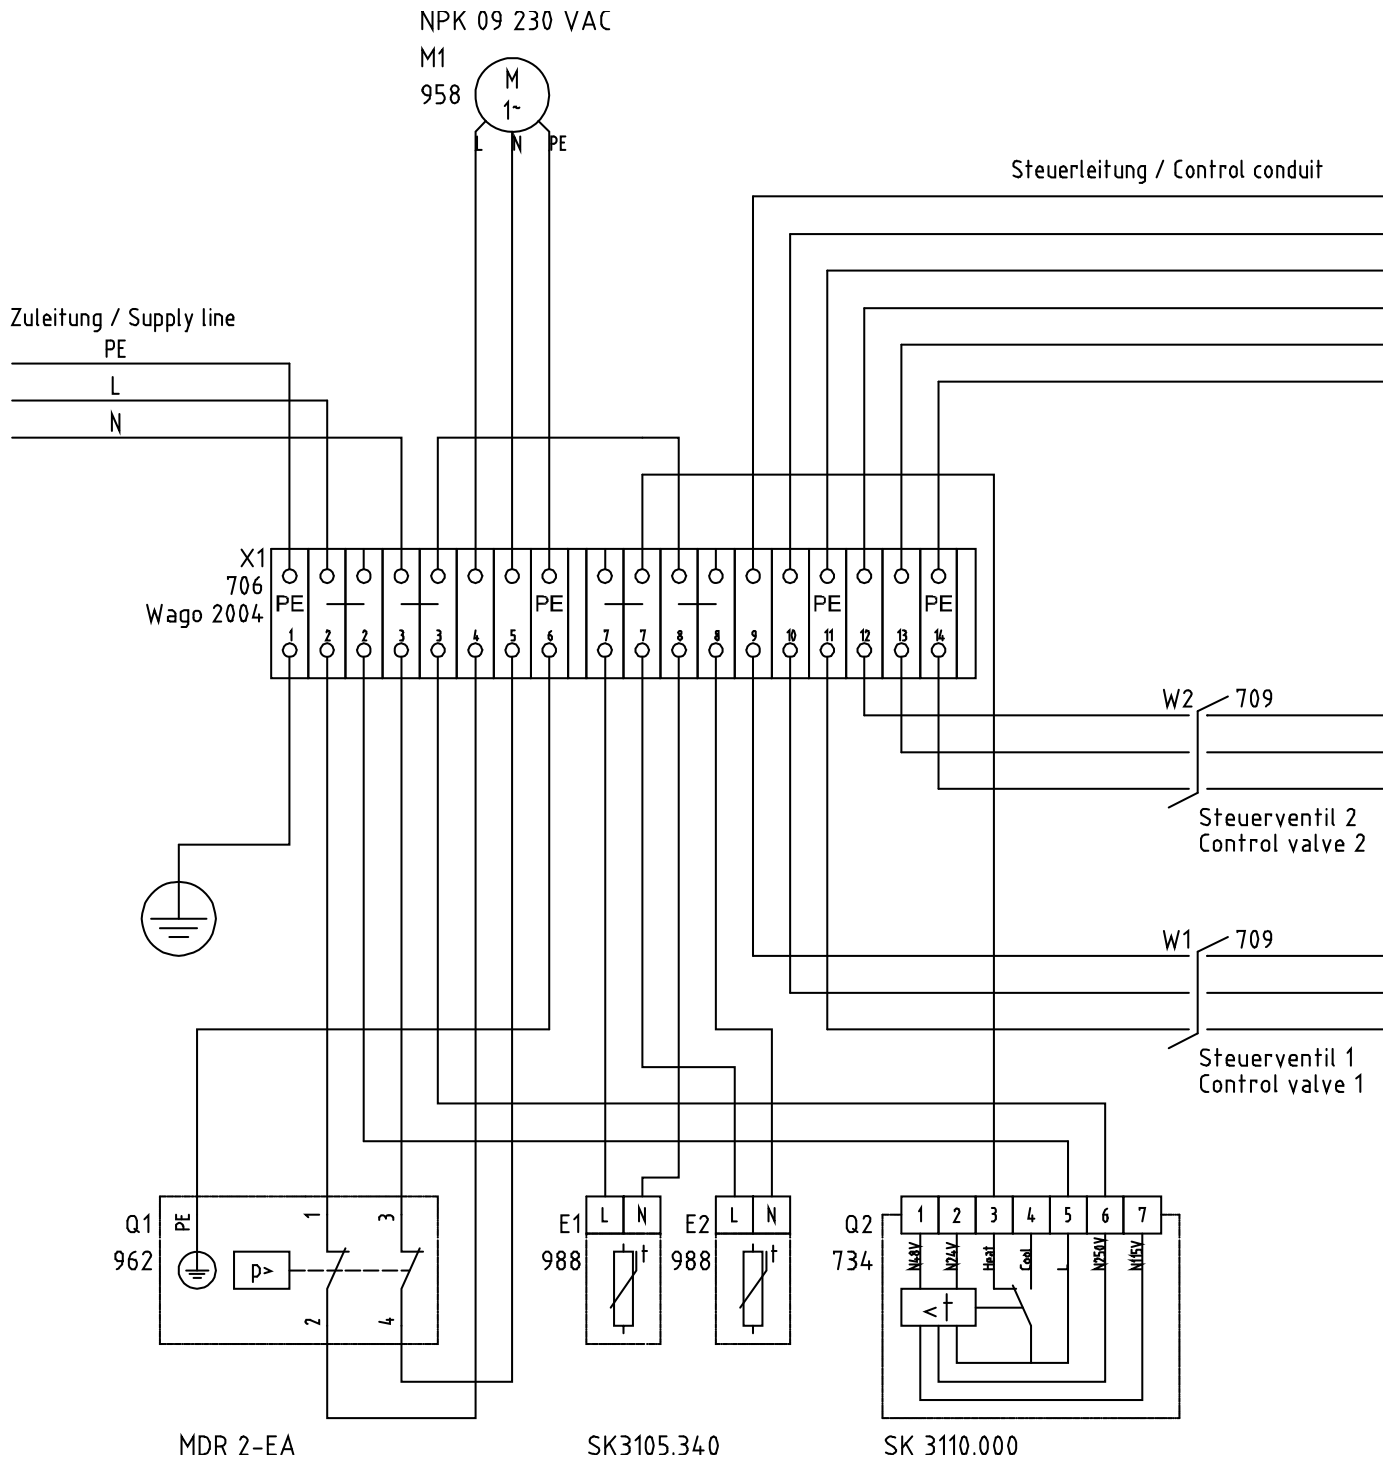 NPK 09 230 VAC
M1
958
M
1~
L N PE
Steuerleitung / Control conduit
Zuleitung / Supply line
PE
L
N
X1
706
Wago 2004
PE PE PE PE
1 2 2 3 3 4 5 6 7 7 8 8 9 10 11 12 13 14
W2 709
Steuerventil 2
Control valve 2
W1 709
Steuerventil 1
Control valve 1
Q1
962
PE
1 3
p>
2 4
E1
988
L N
t
E2
988
L N
t
Q2
734
1 2 3 4 5 6 7
N48V N24V Heat Cool L N250V N115V
<t
MDR 2-EA
SK3105.340
SK 3110.000